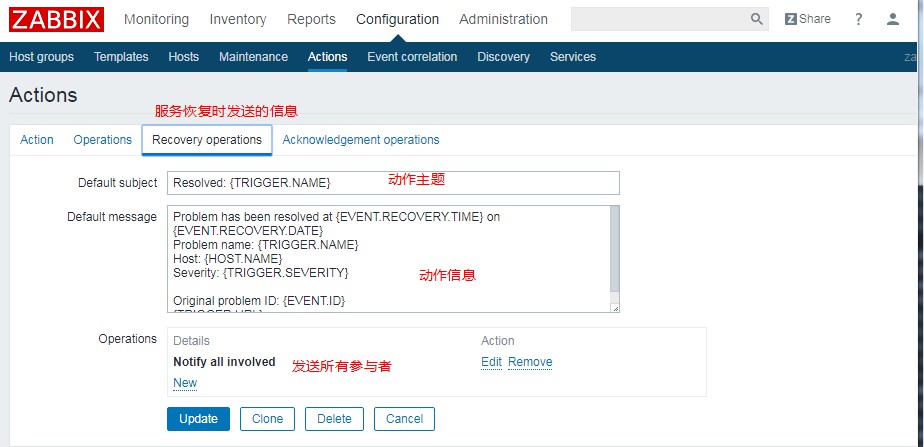 ZABBIX Monitoring Inventory Reports Configuration Administration Z Share ?
Host groups Templates Hosts Maintenance Actions Event correlation Discovery Services za
Actions
服务恢复时发送的信息
Action Operations Recovery operations Acknowledgement operations
Default subject Resolved: {TRIGGER.NAME} 动作主题
Default message Problem has been resolved at {EVENT.RECOVERY.TIME} on
{EVENT.RECOVERY.DATE}
Problem name: {TRIGGER.NAME}
Host: {HOST.NAME}
Severity: {TRIGGER.SEVERITY}
动作信息
Original problem ID: {EVENT.ID}
{TRIGGER.URL}
Operations Details Action
Notify all involved 发送所有参与者 Edit Remove
New
Update Clone Delete Cancel